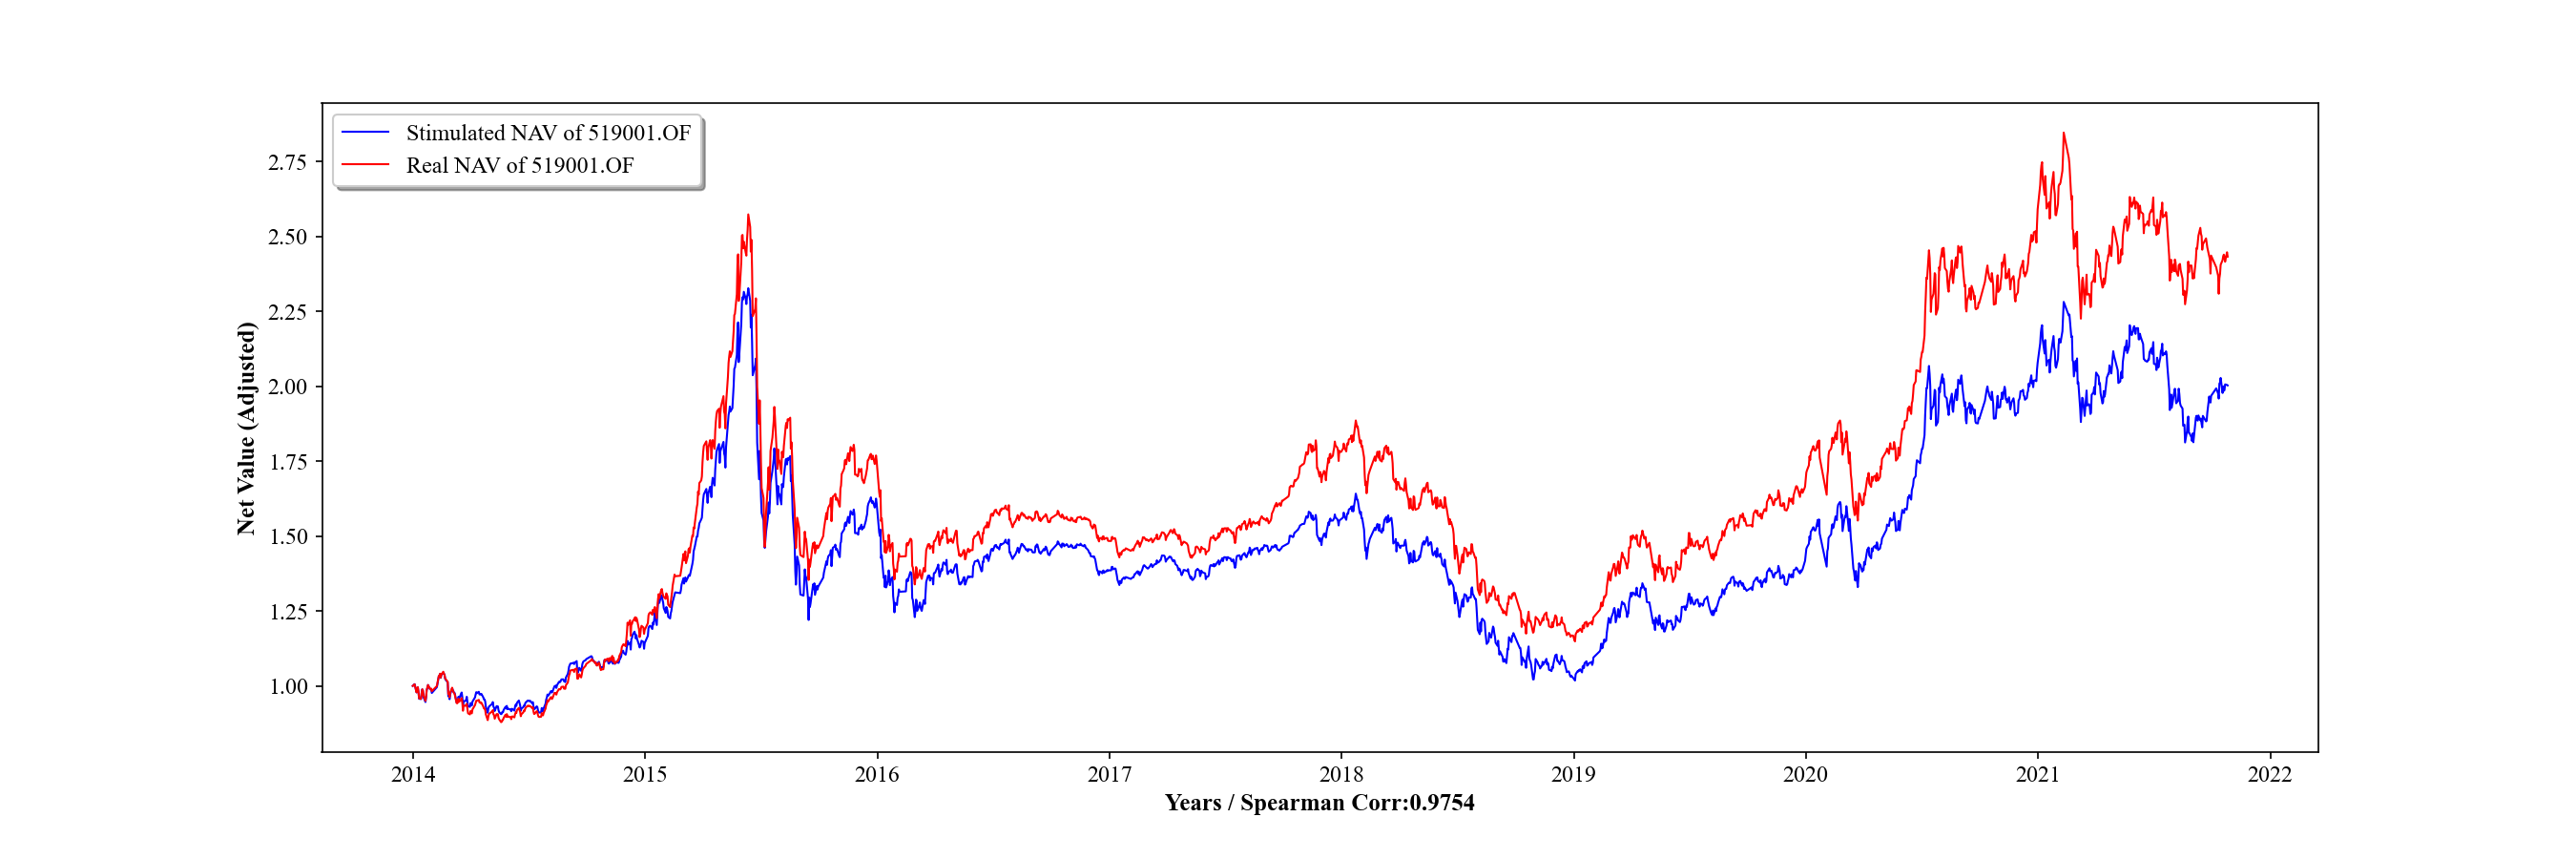 Stimulated NAV of 519001.OF
Real NAV of 519001.OF
Net Value (Adjusted)
2.75
2.50
2.25
2.00
1.75
1.50
1.25
1.00
2014 2015 2016 2017 2018 2019 2020 2021 2022
Years / Spearman Corr:0.9754